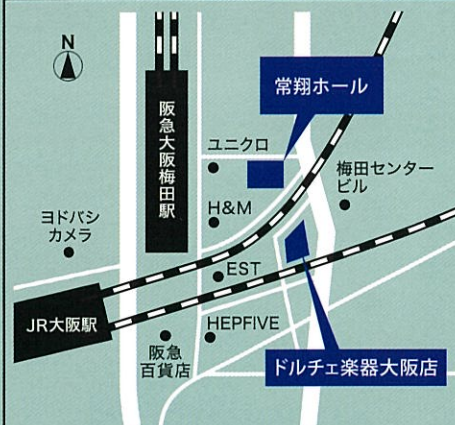 N
常翔ホール
阪急大阪梅田駅
ユニクロ
梅田センター
ビル
H&M
ヨドバシ
カメラ
EST
JR大阪駅
HEPFIVE
阪急
百貨店
ドルチェ楽器大阪店